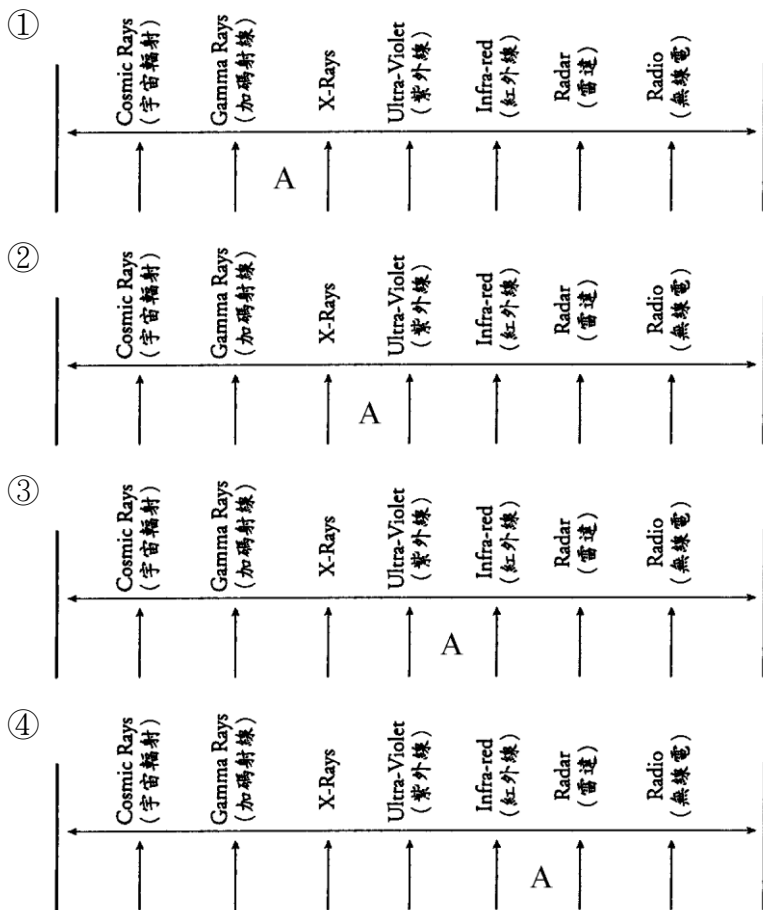 ①
Cosmic Rays
(宇宙輻射)
Gamma Rays
(加碼射線)
X-Rays
Ultra-Violet
(紫外線)
Infra-red
(紅外線)
Radar
(雷達)
Radio
(無線電)
A
②
Cosmic Rays
(宇宙輻射)
Gamma Rays
(加碼射線)
X-Rays
Ultra-Violet
(紫外線)
Infra-red
(紅外線)
Radar
(雷達)
Radio
(無線電)
A
③
Cosmic Rays
(宇宙輻射)
Gamma Rays
(加碼射線)
X-Rays
Ultra-Violet
(紫外線)
Infra-red
(紅外線)
Radar
(雷達)
Radio
(無線電)
A
④
Cosmic Rays
(宇宙輻射)
Gamma Rays
(加碼射線)
X-Rays
Ultra-Violet
(紫外線)
Infra-red
(紅外線)
Radar
(雷達)
Radio
(無線電)
A